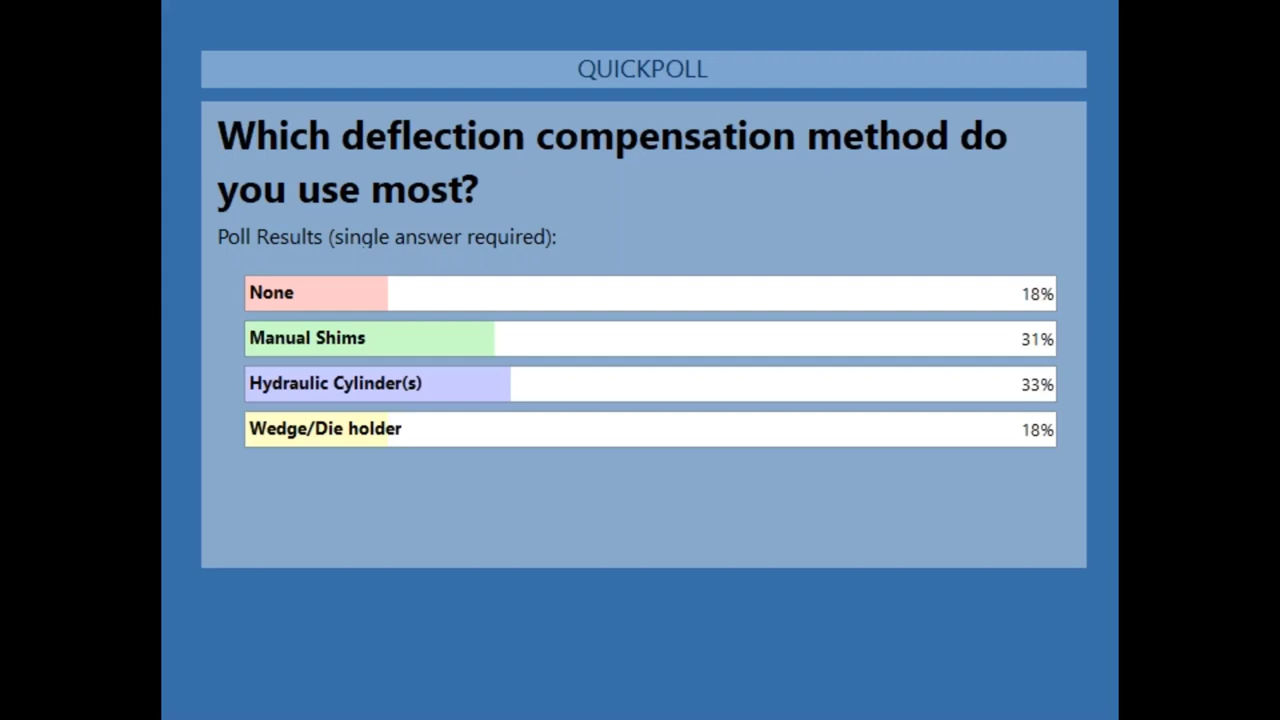 QUICKPOLL
Which deflection compensation method do
you use most?
Poll Results (single answer required):
None 18%
Manual Shims 31%
Hydraulic Cylinder(s) 33%
Wedge/Die holder 18%